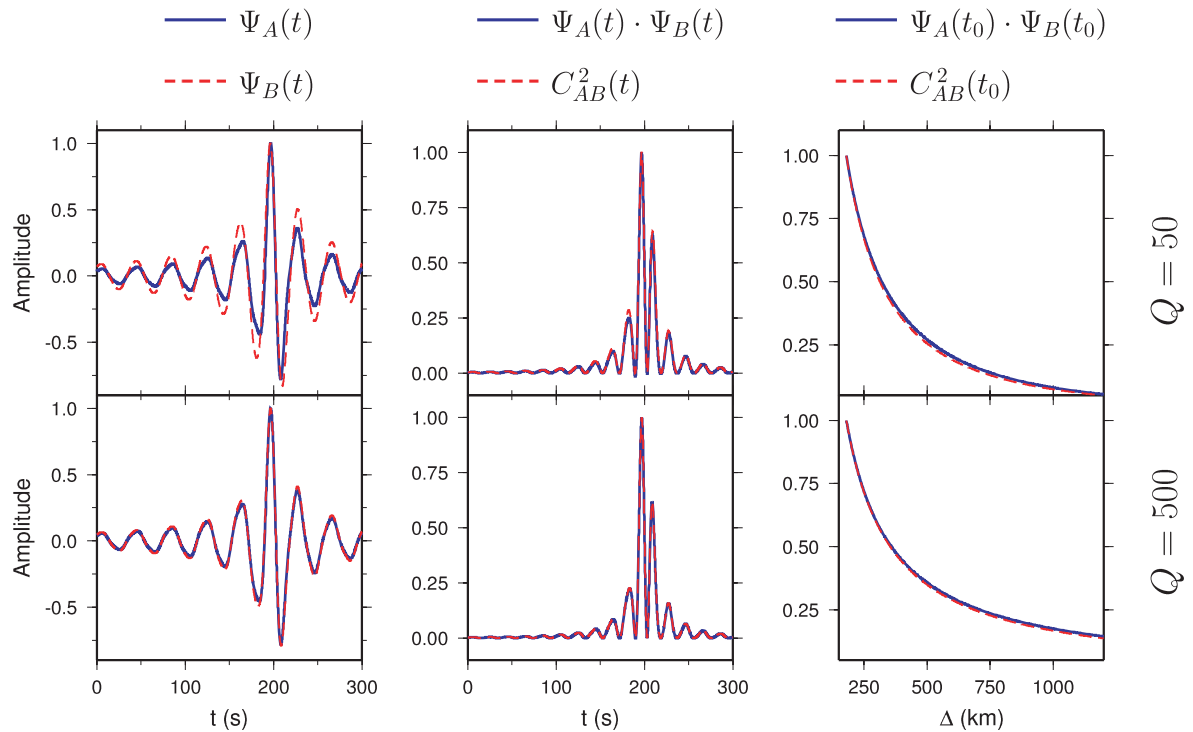 Ψ_A(t) Ψ_A(t) · Ψ_B(t) Ψ_A(t₀) · Ψ_B(t₀)
Ψ_B(t) C²_AB(t) C²_AB(t₀)
1.0 1.00 1.00
0.5 0.75 0.75
0.0 0.50 0.50
-0.5 0.25 0.25
0.00
Amplitude
Q = 50
1.0 1.00 1.00
0.5 0.75 0.75
0.0 0.50 0.50
-0.5 0.25 0.25
0.00
Amplitude
Q = 500
0 100 200 300 0 100 200 300 250 500 750 1000
t (s) t (s) Δ (km)